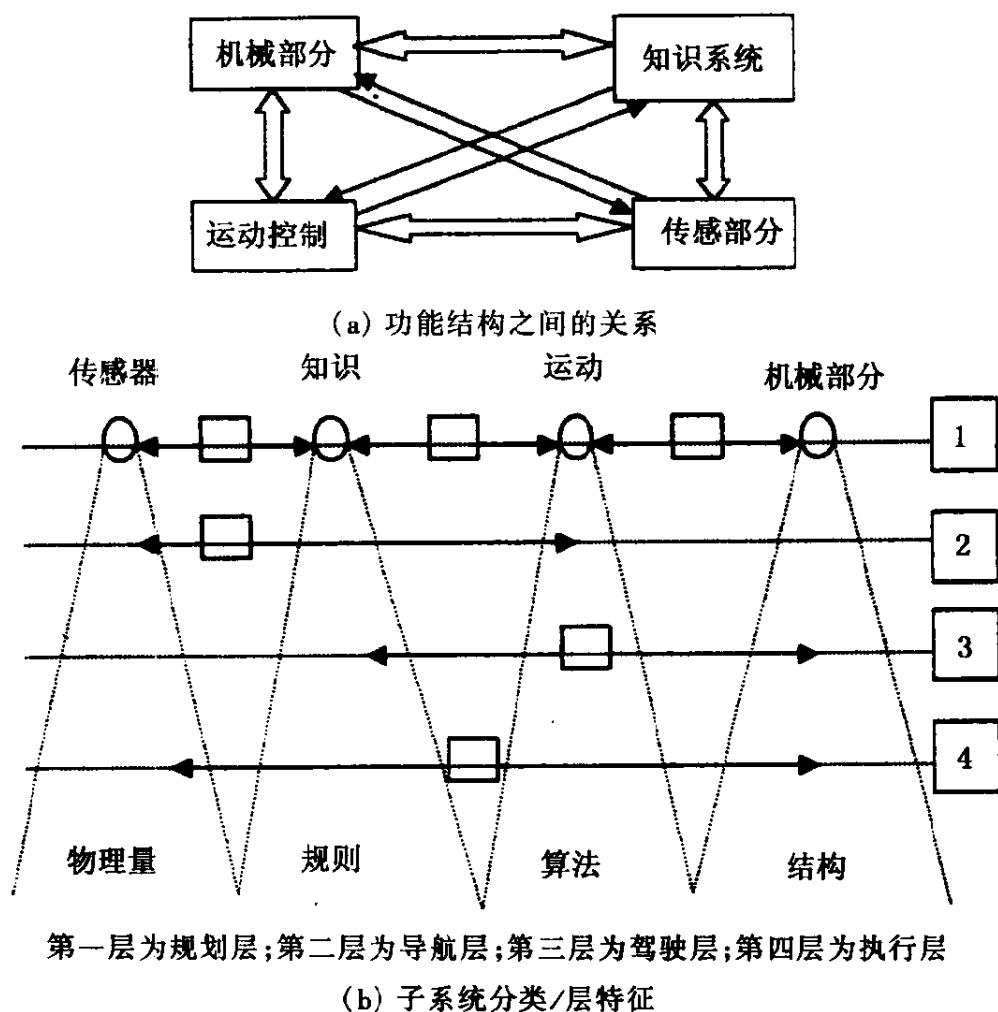 机械部分
知识系统
运动控制
传感部分
(a) 功能结构之间的关系
传感器
知识
运动
机械部分
1
2
3
4
物理量
规则
算法
结构
第一层为规划层;第二层为导航层;第三层为驾驶层;第四层为执行层
(b) 子系统分类/层特征